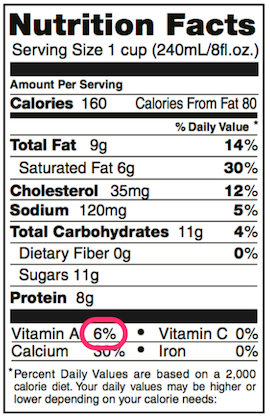 Nutrition Facts
Serving Size 1 cup (240mL/8fl.oz.)
Amount Per Serving
Calories 160 Calories From Fat 80
% Daily Value *
Total Fat 9g 14%
Saturated Fat 6g 30%
Cholesterol 35mg 12%
Sodium 120mg 5%
Total Carbohydrates 11g 4%
Dietary Fiber 0g 0%
Sugars 11g
Protein 8g
Vitamin A 6% • Vitamin C 0%
Calcium 30% • Iron 0%
*Percent Daily Values are based on a 2,000
calorie diet. Your daily values may be higher or
lower depending on your calorie needs: